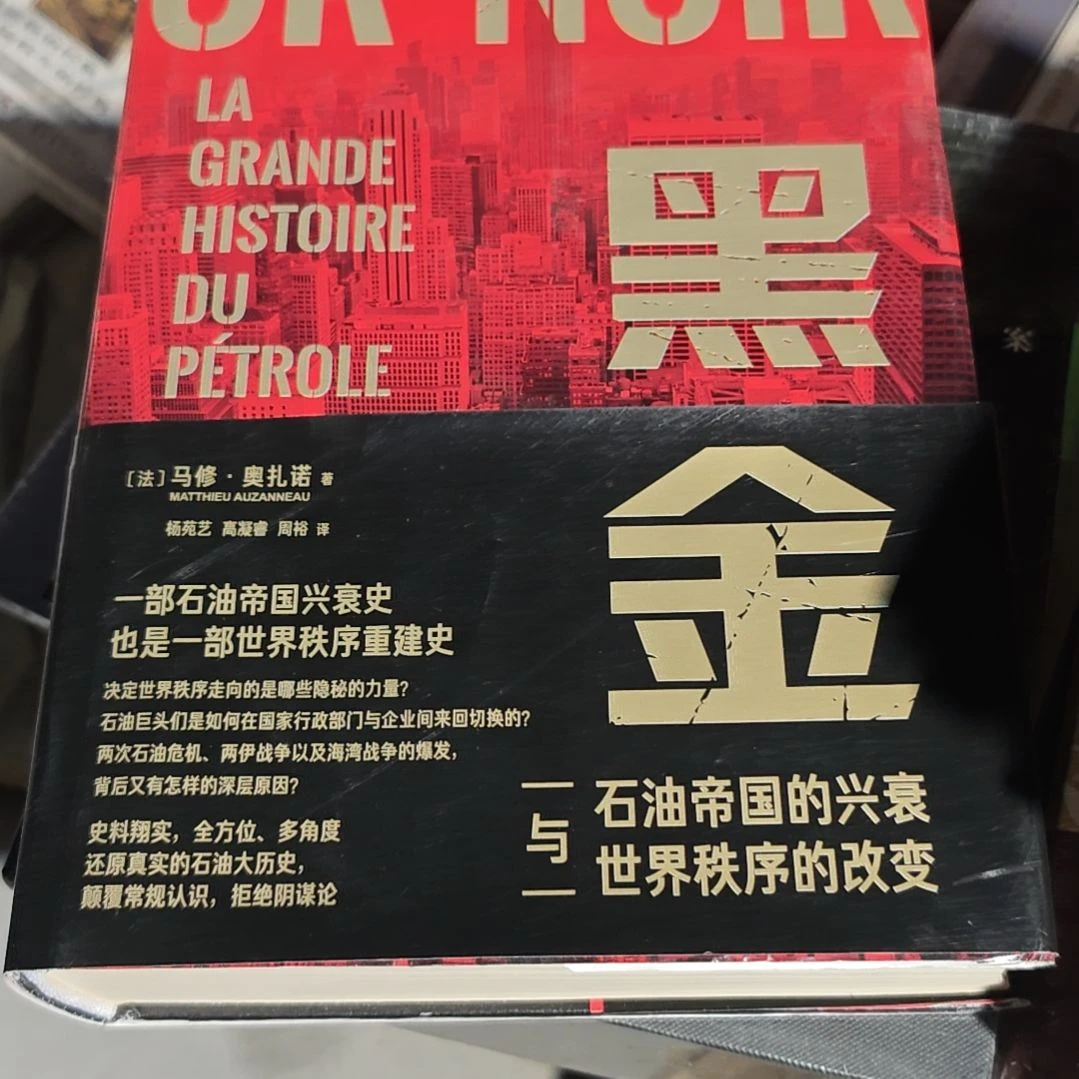 OR NOIR
LA
GRANDE
HISTOIRE
DU
PÉTROLE
黑
金
[法]马修·奥扎诺 著
MATTHIEU AUZANNEAU
杨苑艺 高凝睿 周裕 译
一部石油帝国兴衰史
也是一部世界秩序重建史
决定世界秩序走向的是哪些隐秘的力量?
石油巨头们是如何在国家行政部门与企业间来回切换的?
两次石油危机、两伊战争以及海湾战争的爆发,
背后又有怎样的深层原因?
史料翔实,全方位、多角度
还原真实的石油大历史,
颠覆常规认识,拒绝阴谋论
石油帝国的兴衰
与
世界秩序的改变
案